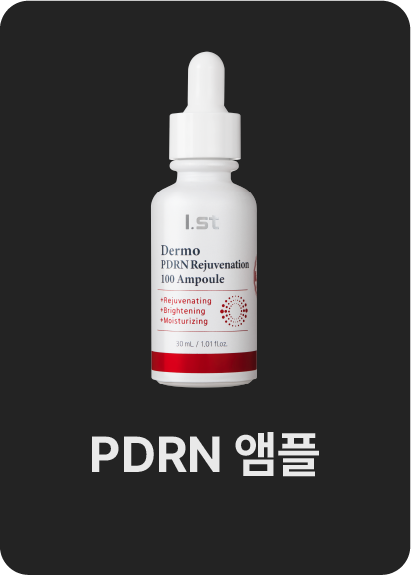 I.st
Dermo
PDRN Rejuvenation
100 Ampoule
+Rejuvenating
+Brightening
+Moisturizing
30 mL / 1.01 fl.oz.
PDRN 앰플